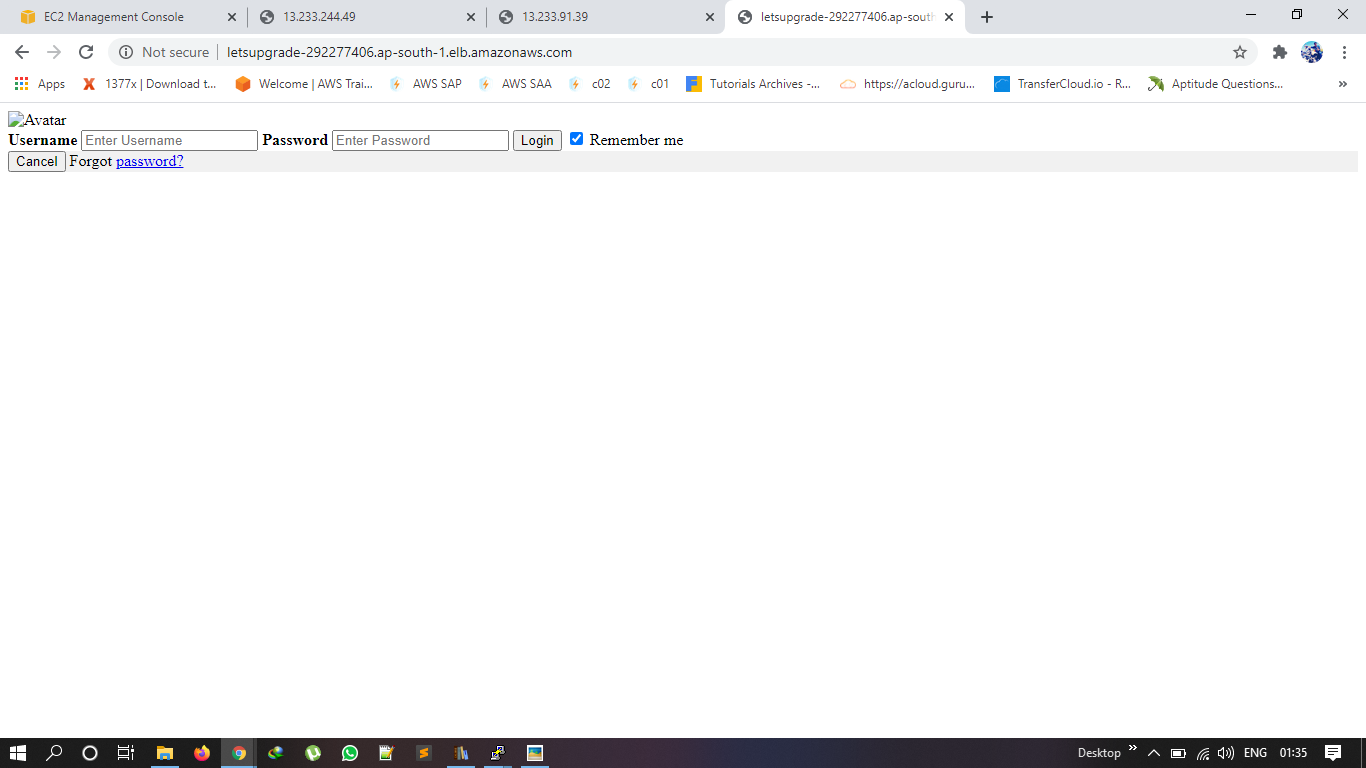 EC2 Management Console
13.233.244.49
13.233.91.39
letsupgrade-292277406.ap-sout
Not secure letsupgrade-292277406.ap-south-1.elb.amazonaws.com
Apps X 1377x | Download t... Welcome | AWS Trai... AWS SAP AWS SAA c02 c01 Tutorials Archives -... https://acloud.guru... TransferCloud.io - R... Aptitude Questions... »
Avatar
Username Enter Username Password Enter Password Login Remember me
Cancel Forgot password?
Desktop » ENG 01:35